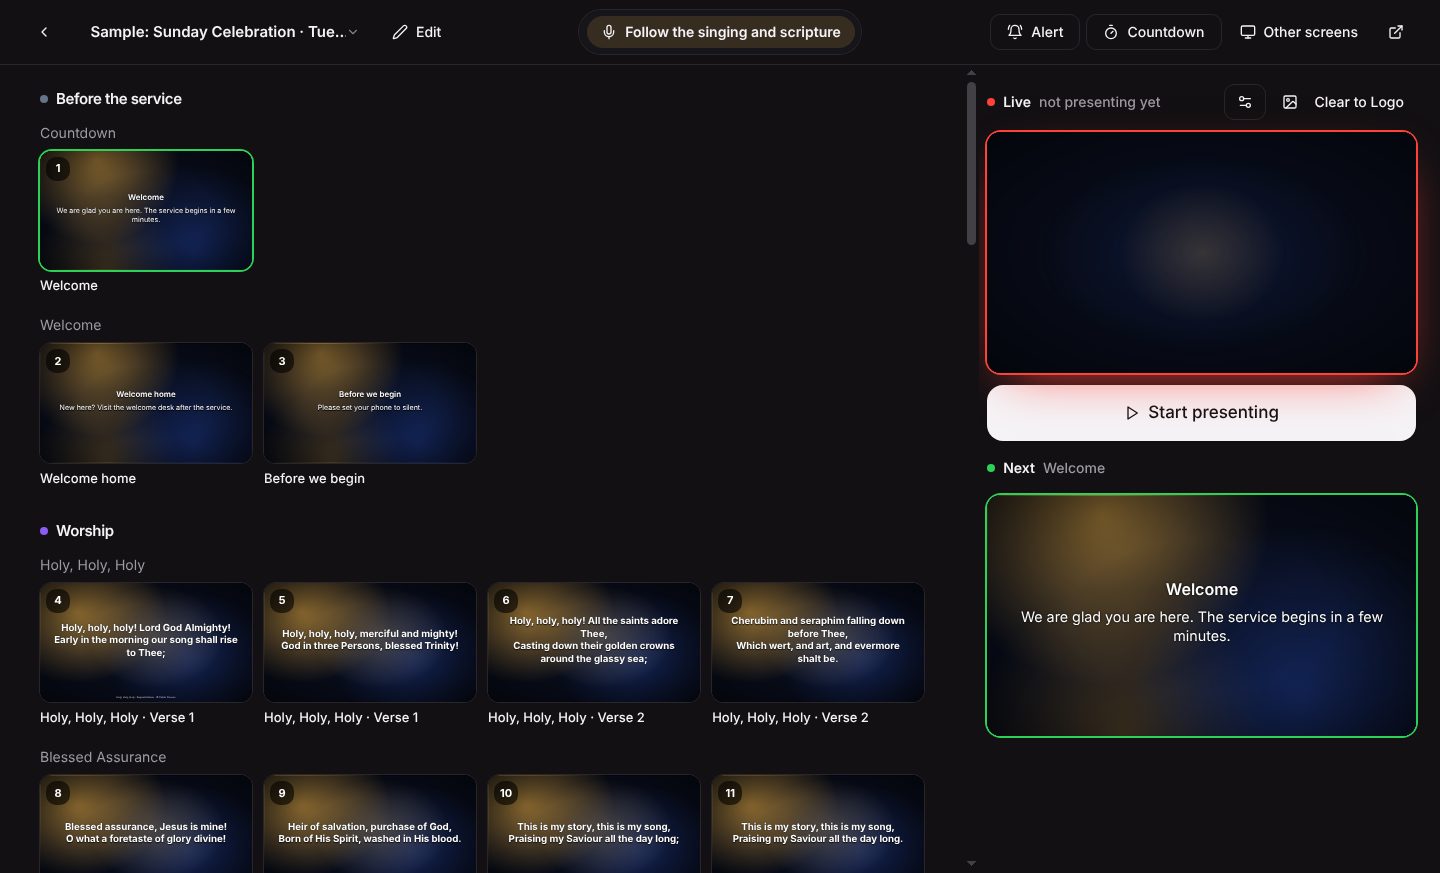 Sample: Sunday Celebration · Tue...
Edit
Follow the singing and scripture
Alert
Countdown
Other screens
Before the service
Countdown
1
Welcome
We are glad you are here. The service begins in a few
minutes.
Welcome
Welcome
2
Welcome home
New here? Visit the welcome desk after the service.
Welcome home
3
Before we begin
Please set your phone to silent.
Before we begin
Worship
Holy, Holy, Holy
4
Holy, holy, holy! Lord God Almighty!
Early in the morning our song shall rise
to Thee;
Holy, Holy, Holy · Verse 1
5
Holy, holy, holy, merciful and mighty!
God in three Persons, blessed Trinity!
Holy, Holy, Holy · Verse 1
6
Holy, holy, holy! All the saints adore
Thee,
Casting down their golden crowns
around the glassy sea;
Holy, Holy, Holy · Verse 2
7
Cherubim and seraphim falling down
before Thee,
Which wert, and art, and evermore
shalt be.
Holy, Holy, Holy · Verse 2
Blessed Assurance
8
Blessed assurance, Jesus is mine!
O what a foretaste of glory divine!
9
Heir of salvation, purchase of God,
Born of His Spirit, washed in His blood.
10
This is my story, this is my song,
Praising my Saviour all the day long;
11
This is my story, this is my song,
Praising my Saviour all the day long.
Live not presenting yet
Clear to Logo
Start presenting
Next Welcome
Welcome
We are glad you are here. The service begins in a few
minutes.